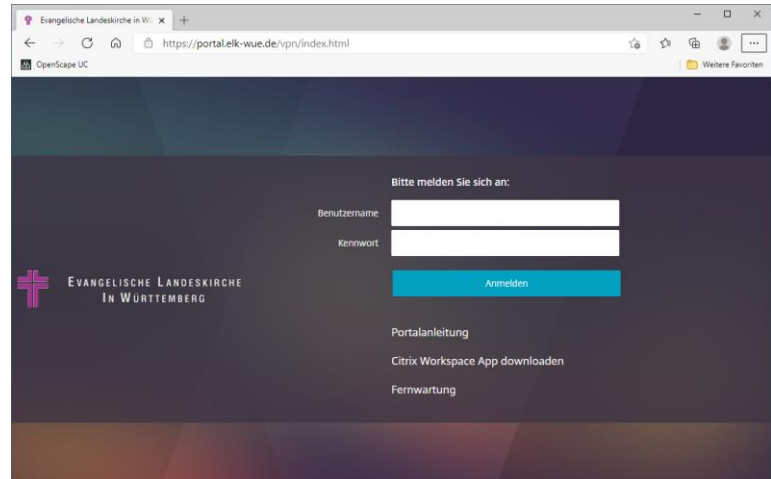 Evangelische Landeskirche in Wü
https://portal.elk-wue.de/vpn/index.html
OpenScape UC
Weitere Favoriten
Bitte melden Sie sich an:
Benutzername
Kennwort
EVANGELISCHE LANDESKIRCHE
IN WÜRTTEMBERG
Anmelden
Portalanleitung
Citrix Workspace App downloaden
Fernwartung